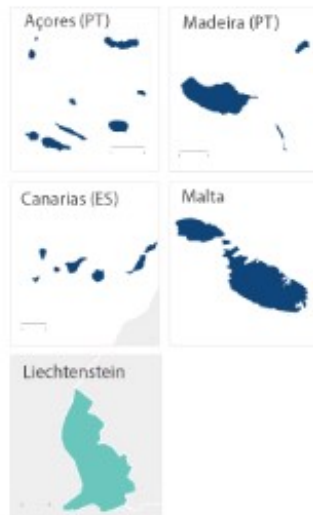 Açores (PT)
Madeira (PT)
Canarias (ES)
Malta
Liechtenstein